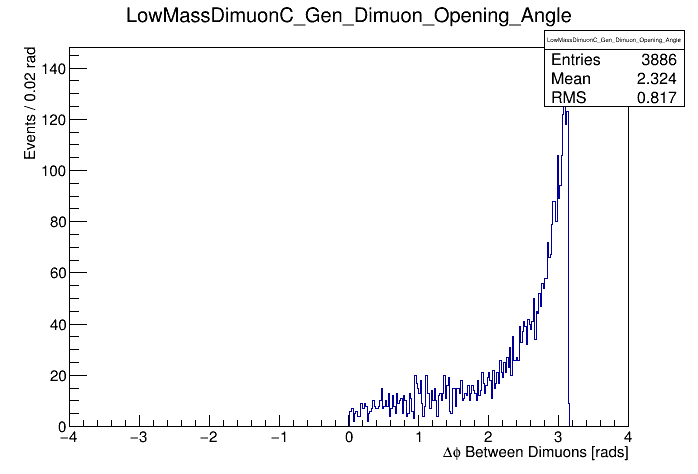 LowMassDimuonC_Gen_Dimuon_Opening_Angle
LowMassDimuonC_Gen_Dimuon_Opening_Angle
Entries 3886
Mean 2.324
RMS 0.817
Events / 0.02 rad
140
120
100
80
60
40
20
0
−4 −3 −2 −1 0 1 2 3 4
Δϕ Between Dimuons [rads]